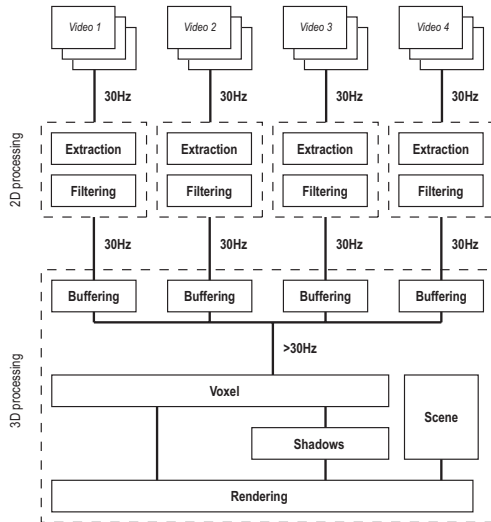 Video 1
Video 2
Video 3
Video 4
30Hz
30Hz
30Hz
30Hz
2D processing
Extraction
Extraction
Extraction
Extraction
Filtering
Filtering
Filtering
Filtering
30Hz
30Hz
30Hz
30Hz
3D processing
Buffering
Buffering
Buffering
Buffering
>30Hz
Voxel
Scene
Shadows
Rendering